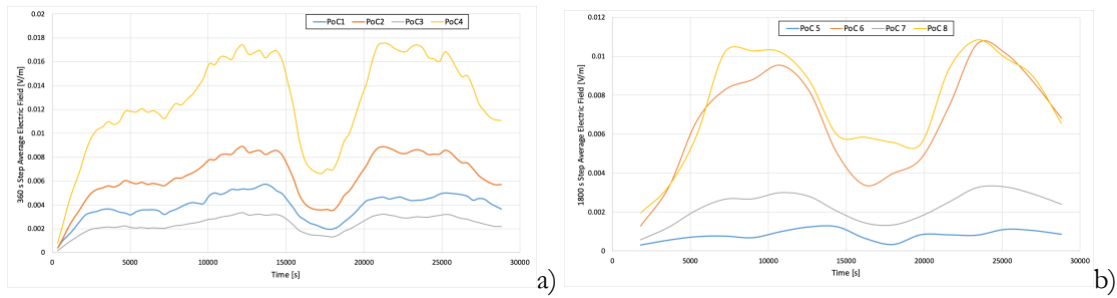 PoC1 PoC2 PoC3 PoC4
360 s Step Average Electric Field [V/m]
0.02
0.018
0.016
0.014
0.012
0.01
0.008
0.006
0.004
0.002
0
0 5000 10000 15000 20000 25000 30000
Time [s]
a)
PoC 5 PoC 6 PoC 7 PoC 8
1800 s Step Average Electric Field [V/m]
0.012
0.01
0.008
0.006
0.004
0.002
0
0 5000 10000 15000 20000 25000 30000
Time [s]
b)